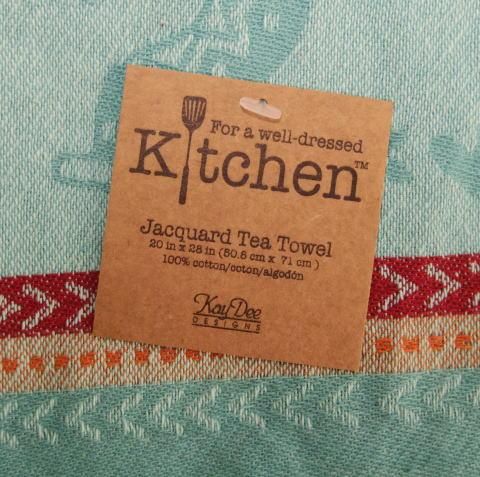 For a well-dressed
Kitchen™
Jacquard Tea Towel
20 in x 28 in (50.8 cm x 71 cm)
100% cotton/coton/algodón
KayDee
DESIGNS